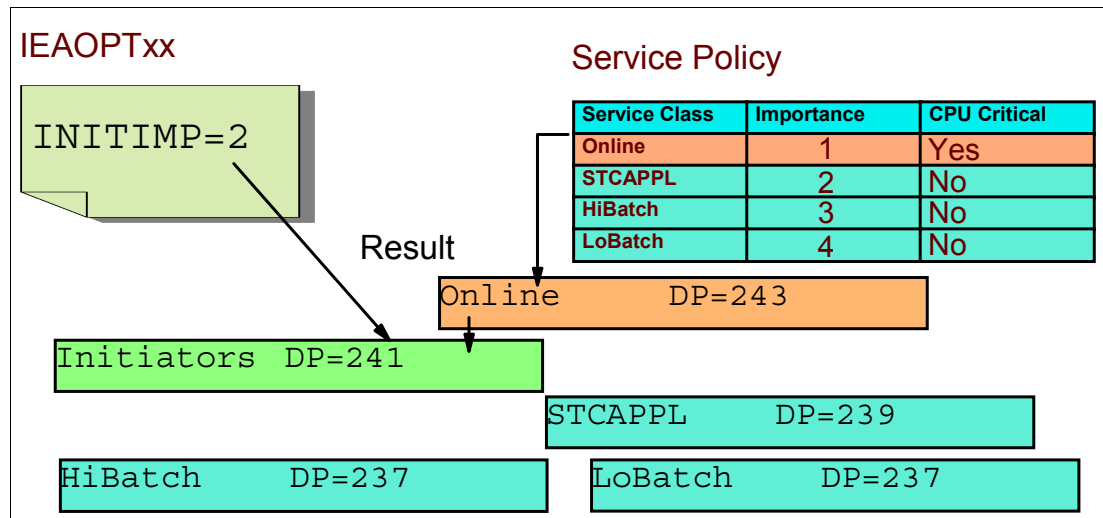 IEAOPTxx
INITIMP=2
Service Policy
Service Class Importance CPU Critical
Online 1 Yes
STCAPPL 2 No
HiBatch 3 No
LoBatch 4 No
Result
Online DP=243
Initiators DP=241
STCAPPL DP=239
HiBatch DP=237
LoBatch DP=237